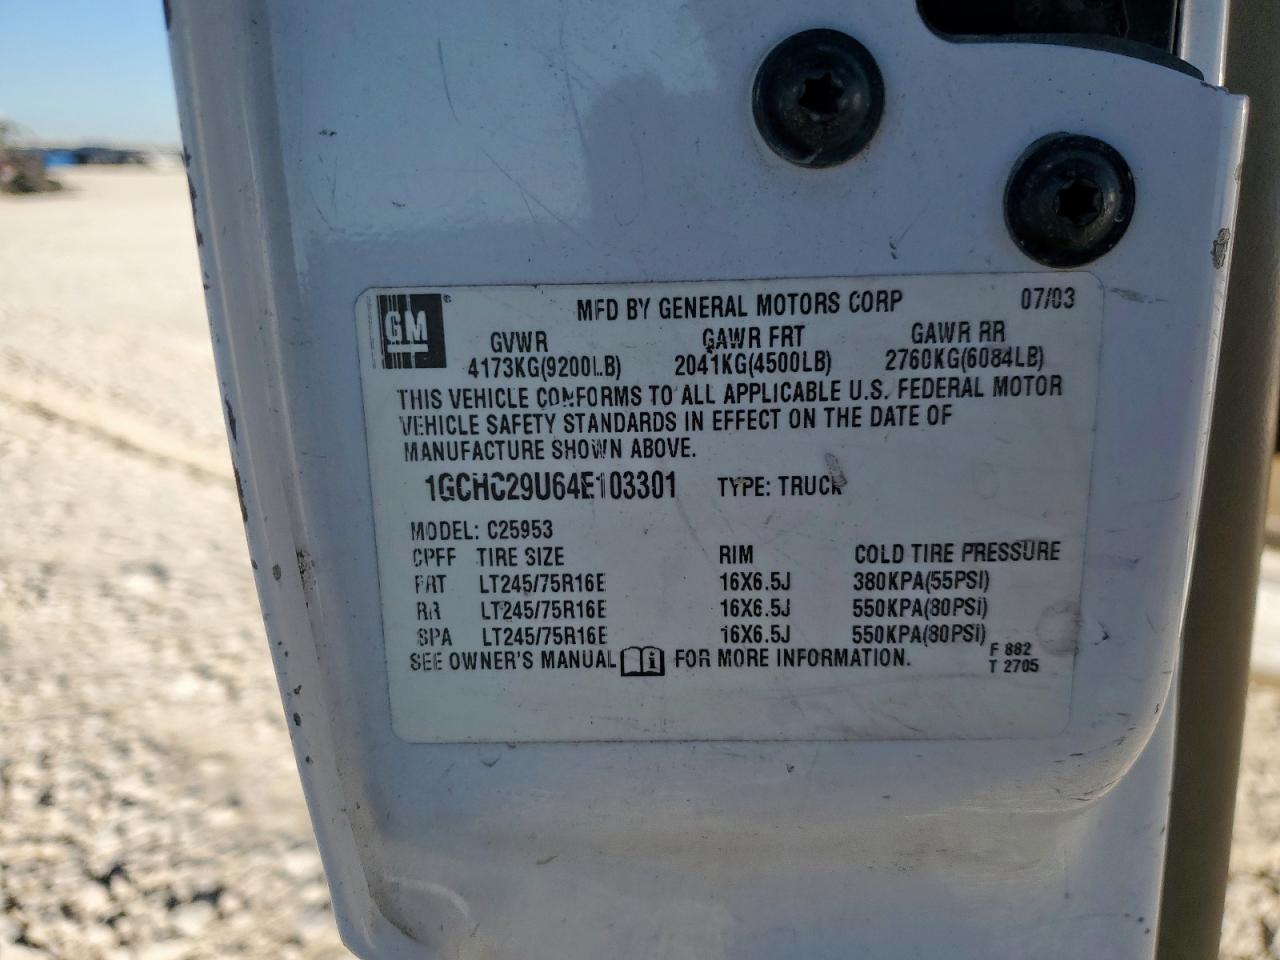 GM MFD BY GENERAL MOTORS CORP 07/03
GVWR GAWR FRT GAWR RR
4173KG(9200LB) 2041KG(4500LB) 2760KG(6084LB)
THIS VEHICLE CONFORMS TO ALL APPLICABLE U.S. FEDERAL MOTOR
VEHICLE SAFETY STANDARDS IN EFFECT ON THE DATE OF
MANUFACTURE SHOWN ABOVE.
1GCHC29U64E103301 TYPE: TRUCK
MODEL: C25953
CPFF TIRE SIZE RIM COLD TIRE PRESSURE
FRT LT245/75R16E 16X6.5J 380KPA(55PSI)
RR LT245/75R16E 16X6.5J 550KPA(80PSI)
SPA LT245/75R16E 16X6.5J 550KPA(80PSI)
SEE OWNER'S MANUAL i FOR MORE INFORMATION.
F 882
T 2705